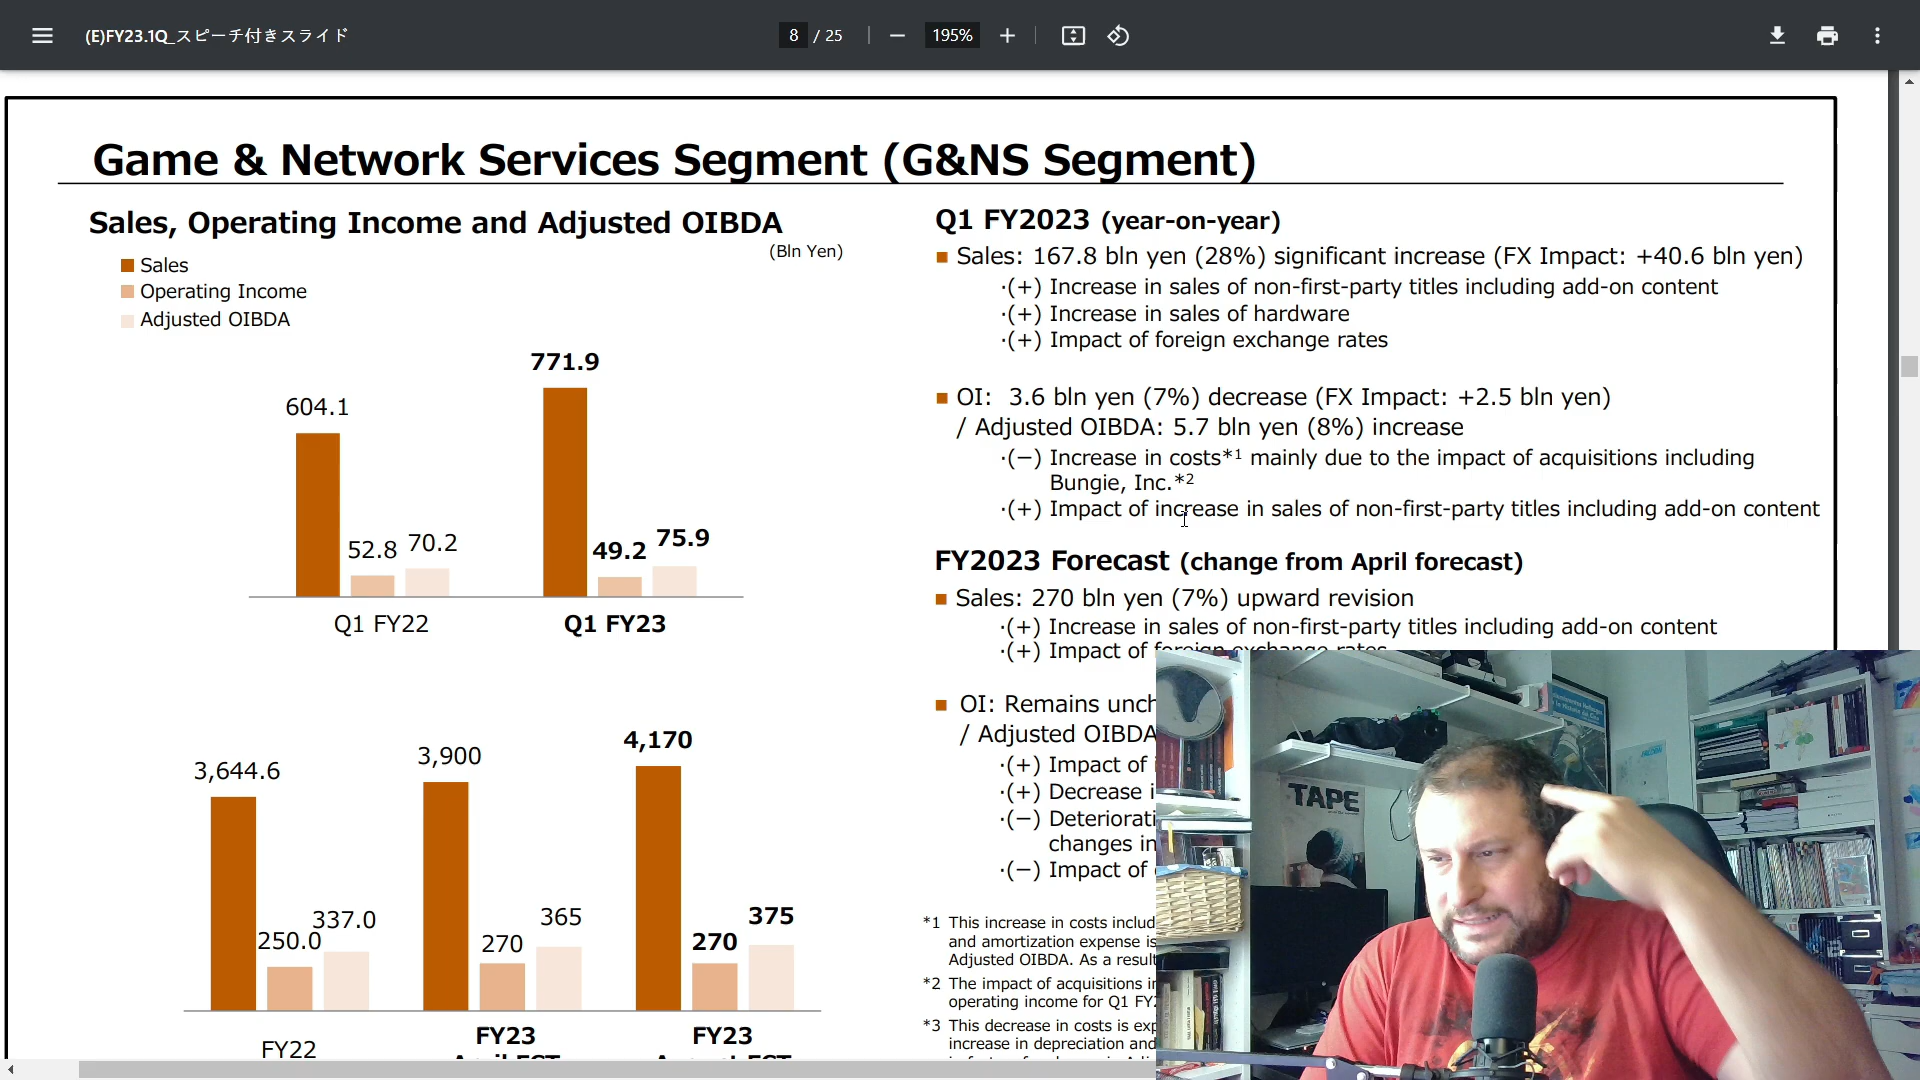 (E)FY23.1Q_スピーチ付きスライド
8 / 25
195%
Game & Network Services Segment (G&NS Segment)
Sales, Operating Income and Adjusted OIBDA
(Bln Yen)
Sales
Operating Income
Adjusted OIBDA
604.1
52.8
70.2
771.9
49.2
75.9
Q1 FY22
Q1 FY23
3,644.6
250.0
337.0
3,900
270
365
4,170
270
375
FY22
FY23
FY23
Q1 FY2023 (year-on-year)
Sales: 167.8 bln yen (28%) significant increase (FX Impact: +40.6 bln yen)
·(+) Increase in sales of non-first-party titles including add-on content
·(+) Increase in sales of hardware
·(+) Impact of foreign exchange rates
OI: 3.6 bln yen (7%) decrease (FX Impact: +2.5 bln yen)
/ Adjusted OIBDA: 5.7 bln yen (8%) increase
·(−) Increase in costs*1 mainly due to the impact of acquisitions including
Bungie, Inc.*2
·(+) Impact of increase in sales of non-first-party titles including add-on content
FY2023 Forecast (change from April forecast)
Sales: 270 bln yen (7%) upward revision
·(+) Increase in sales of non-first-party titles including add-on content
·(+) Impact of foreign exchange rates
OI: Remains unch
/ Adjusted OIBDA
·(+) Impact of
·(+) Decrease i
·(−) Deteriorati
changes in
·(−) Impact of
*1 This increase in costs includ
and amortization expense is
Adjusted OIBDA. As a result
*2 The impact of acquisitions in
operating income for Q1 FY
*3 This decrease in costs is exp
increase in depreciation and
TAPE